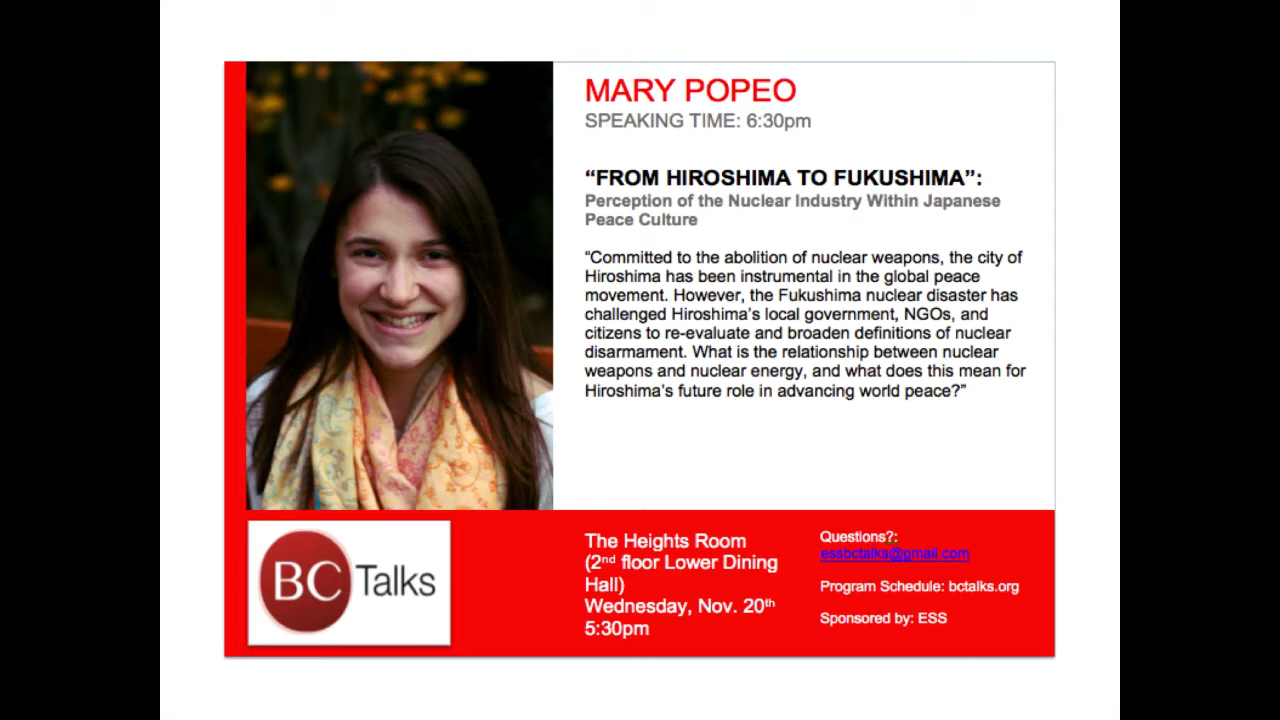 MARY POPEO
SPEAKING TIME: 6:30pm
“FROM HIROSHIMA TO FUKUSHIMA”:
Perception of the Nuclear Industry Within Japanese
Peace Culture
“Committed to the abolition of nuclear weapons, the city of
Hiroshima has been instrumental in the global peace
movement. However, the Fukushima nuclear disaster has
challenged Hiroshima’s local government, NGOs, and
citizens to re-evaluate and broaden definitions of nuclear
disarmament. What is the relationship between nuclear
weapons and nuclear energy, and what does this mean for
Hiroshima’s future role in advancing world peace?”
BC Talks
The Heights Room
(2nd floor Lower Dining
Hall)
Wednesday, Nov. 20th
5:30pm
Questions?:
essbctalks@gmail.com
Program Schedule: bctalks.org
Sponsored by: ESS